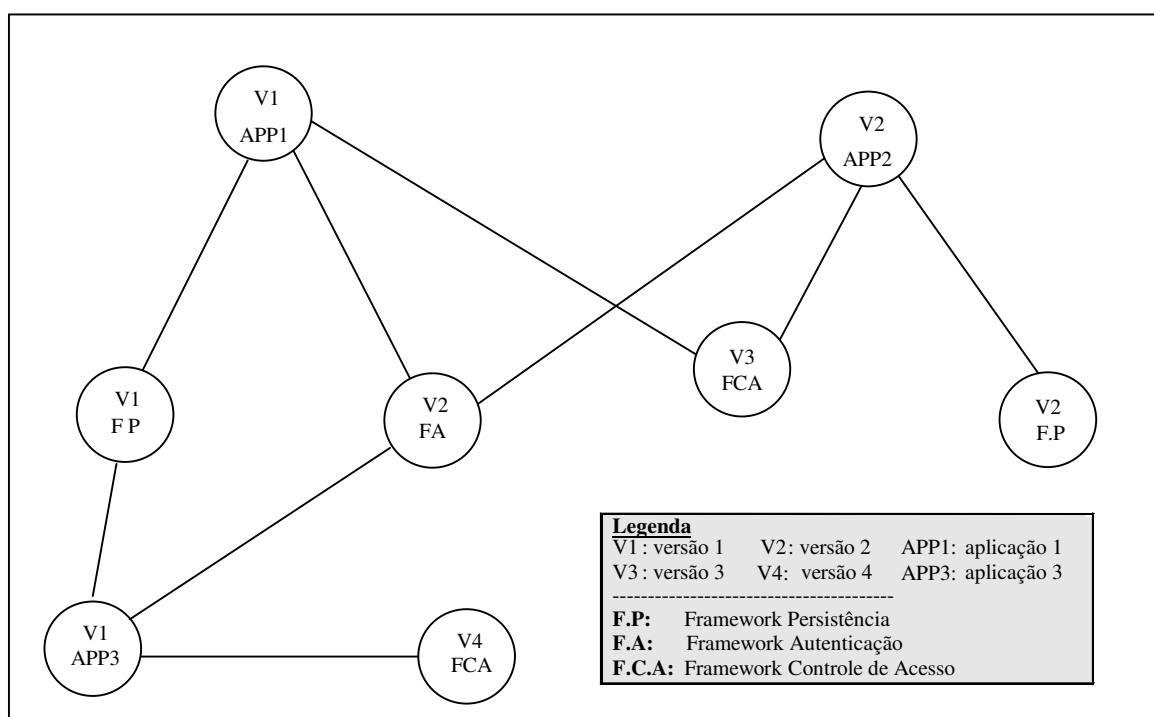 V1
APP1
V2
APP2
V3
FCA
V1
F P
V2
FA
V2
F.P
V1
APP3
V4
FCA
Legenda
V1 : versão 1 V2: versão 2 APP1: aplicação 1
V3 : versão 3 V4: versão 4 APP3: aplicação 3
----------------------------------------
F.P: Framework Persistência
F.A: Framework Autenticação
F.C.A: Framework Controle de Acesso